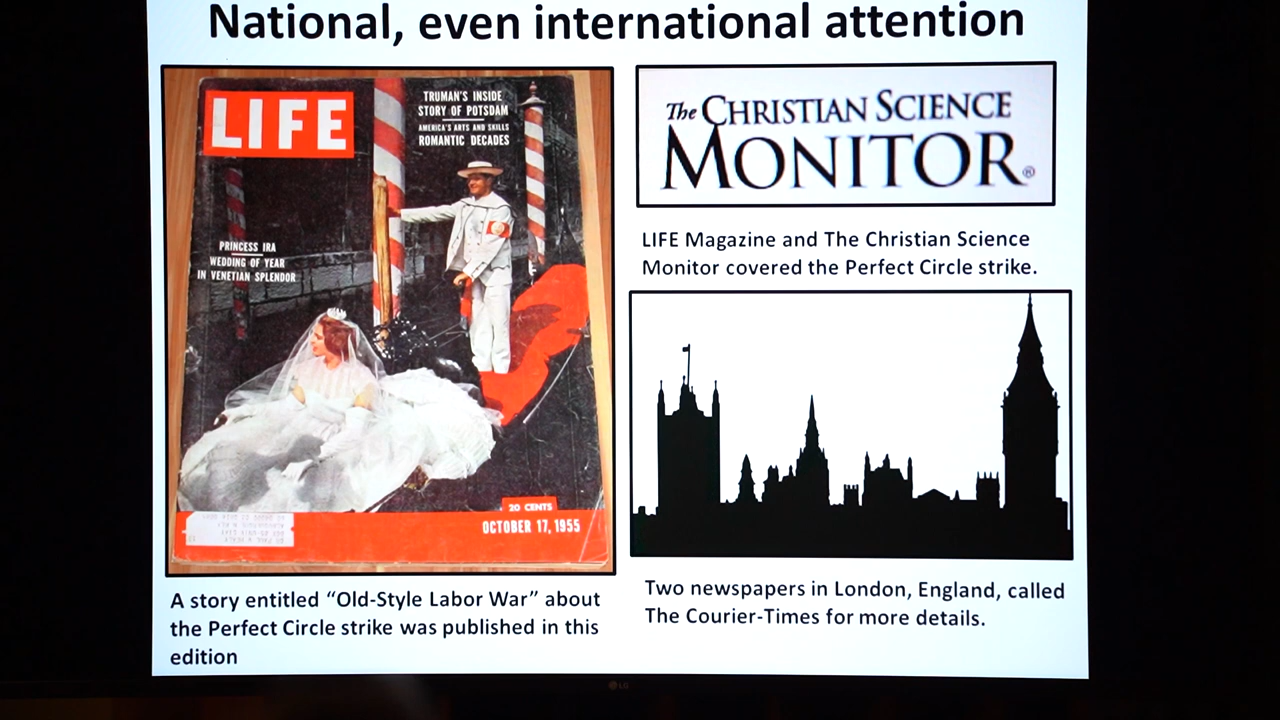 National, even international attention
LIFE
TRUMAN'S INSIDE
STORY OF POTSDAM
AMERICA'S ARTS AND SKILLS
ROMANTIC DECADES
PRINCESS IRA
WEDDING OF YEAR
IN VENETIAN SPLENDOR
20 CENTS
OCTOBER 17, 1955
A story entitled “Old-Style Labor War” about
the Perfect Circle strike was published in this
edition
The CHRISTIAN SCIENCE
MONITOR®
LIFE Magazine and The Christian Science
Monitor covered the Perfect Circle strike.
Two newspapers in London, England, called
The Courier-Times for more details.
LG